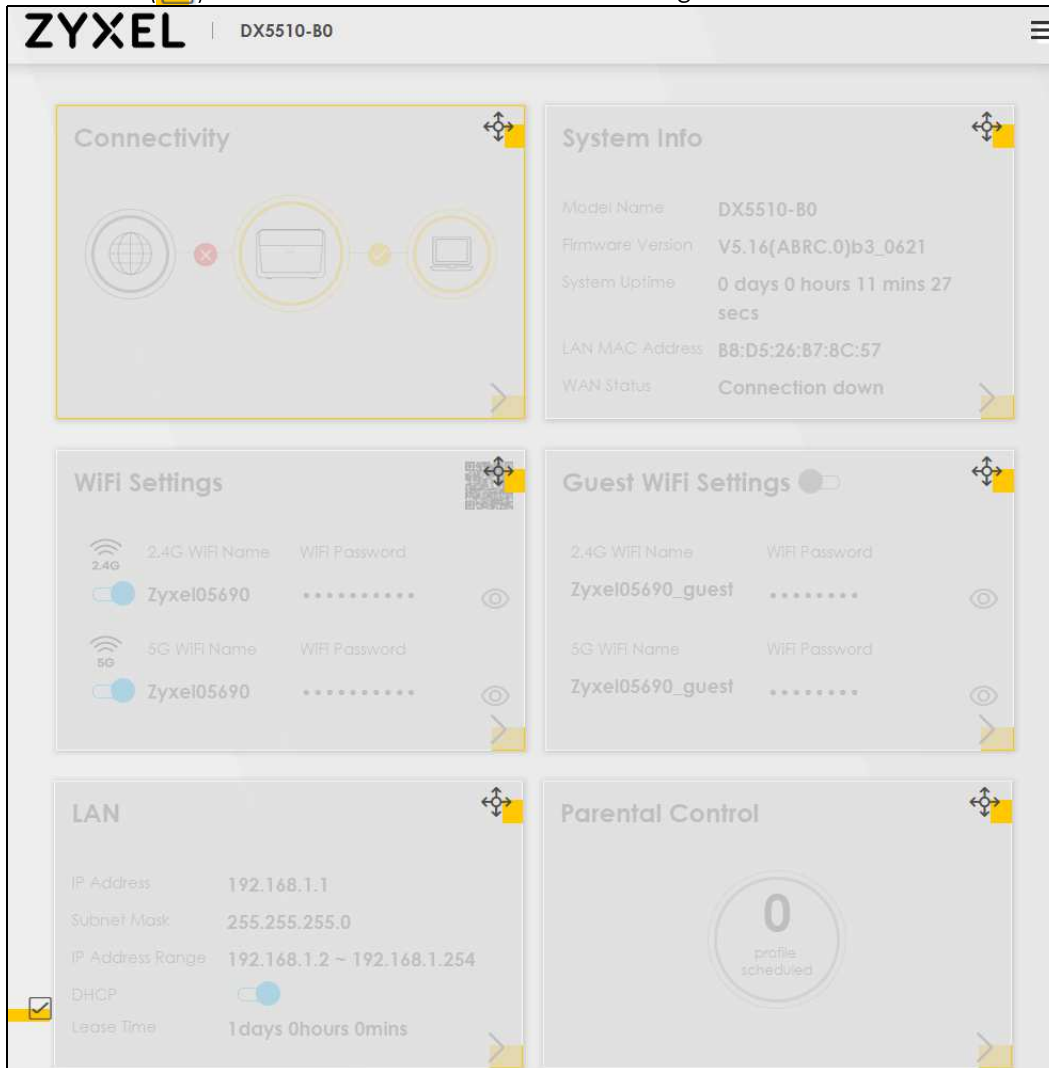 ZYXEL DX5510-B0
Connectivity
System Info
Model Name DX5510-B0
Firmware Version V5.16(ABRC.0)b3_0621
System Uptime 0 days 0 hours 11 mins 27
secs
LAN MAC Address B8:D5:26:B7:8C:57
WAN Status Connection down
WiFi Settings
2.4G
2.4G WiFi Name WiFi Password
Zyxel05690 ••••••••••
5G
5G WiFi Name WiFi Password
Zyxel05690 ••••••••••
Guest WiFi Settings
2.4G WiFi Name WiFi Password
Zyxel05690_guest ••••••••
5G WiFi Name WiFi Password
Zyxel05690_guest ••••••••
LAN
IP Address 192.168.1.1
Subnet Mask 255.255.255.0
IP Address Range 192.168.1.2 ~ 192.168.1.254
DHCP
Lease Time 1days 0hours 0mins
Parental Control
0
profile
scheduled